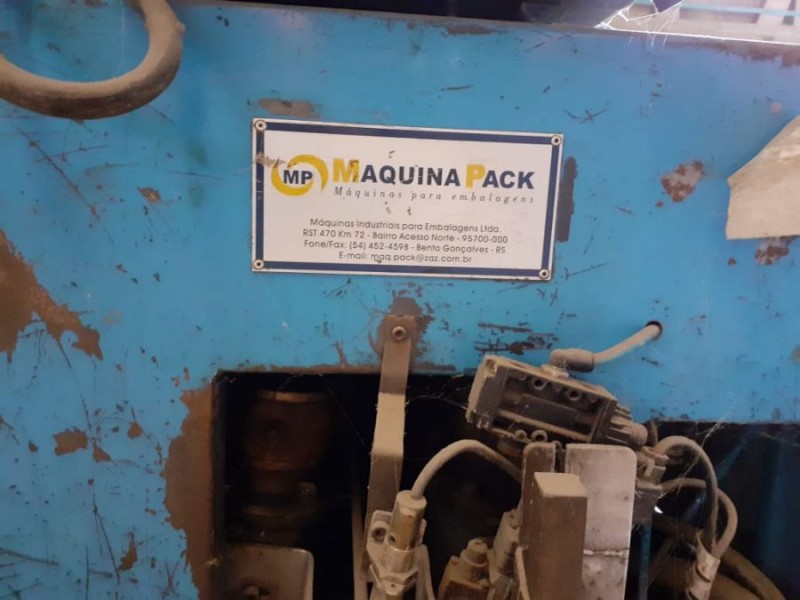 MP MAQUINA PACK
Máquinas para embalagens
Máquinas Industriais para Embalagens Ltda.
RST 470 Km 72 - Bairro Acesso Norte - 95700-000
Fone/Fax: (54) 452-4598 - Bento Gonçalves - RS
E-mail: maq.pack@zaz.com.br